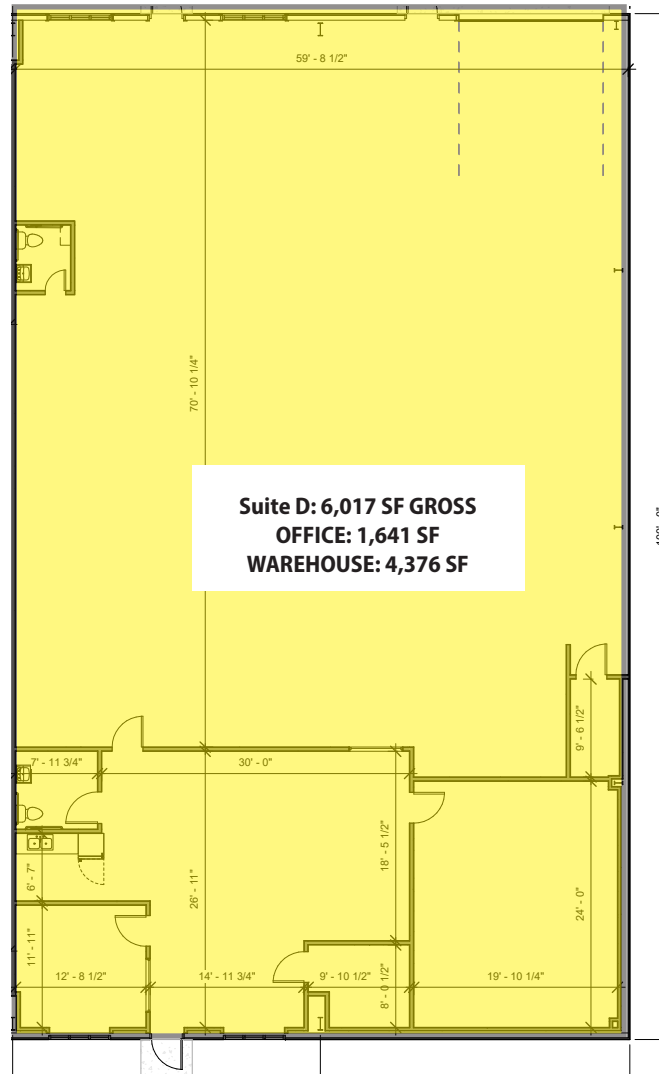 59' - 8 1/2"
70' - 10 1/4"
Suite D: 6,017 SF GROSS
OFFICE: 1,641 SF
WAREHOUSE: 4,376 SF
9' - 6 1/2"
7' - 11 3/4"
30' - 0"
18' - 5 1/2"
6' - 7"
26' - 11"
24' - 0"
11' - 11"
12' - 8 1/2"
14' - 11 3/4"
9' - 10 1/2"
8' - 0 1/2"
19' - 10 1/4"